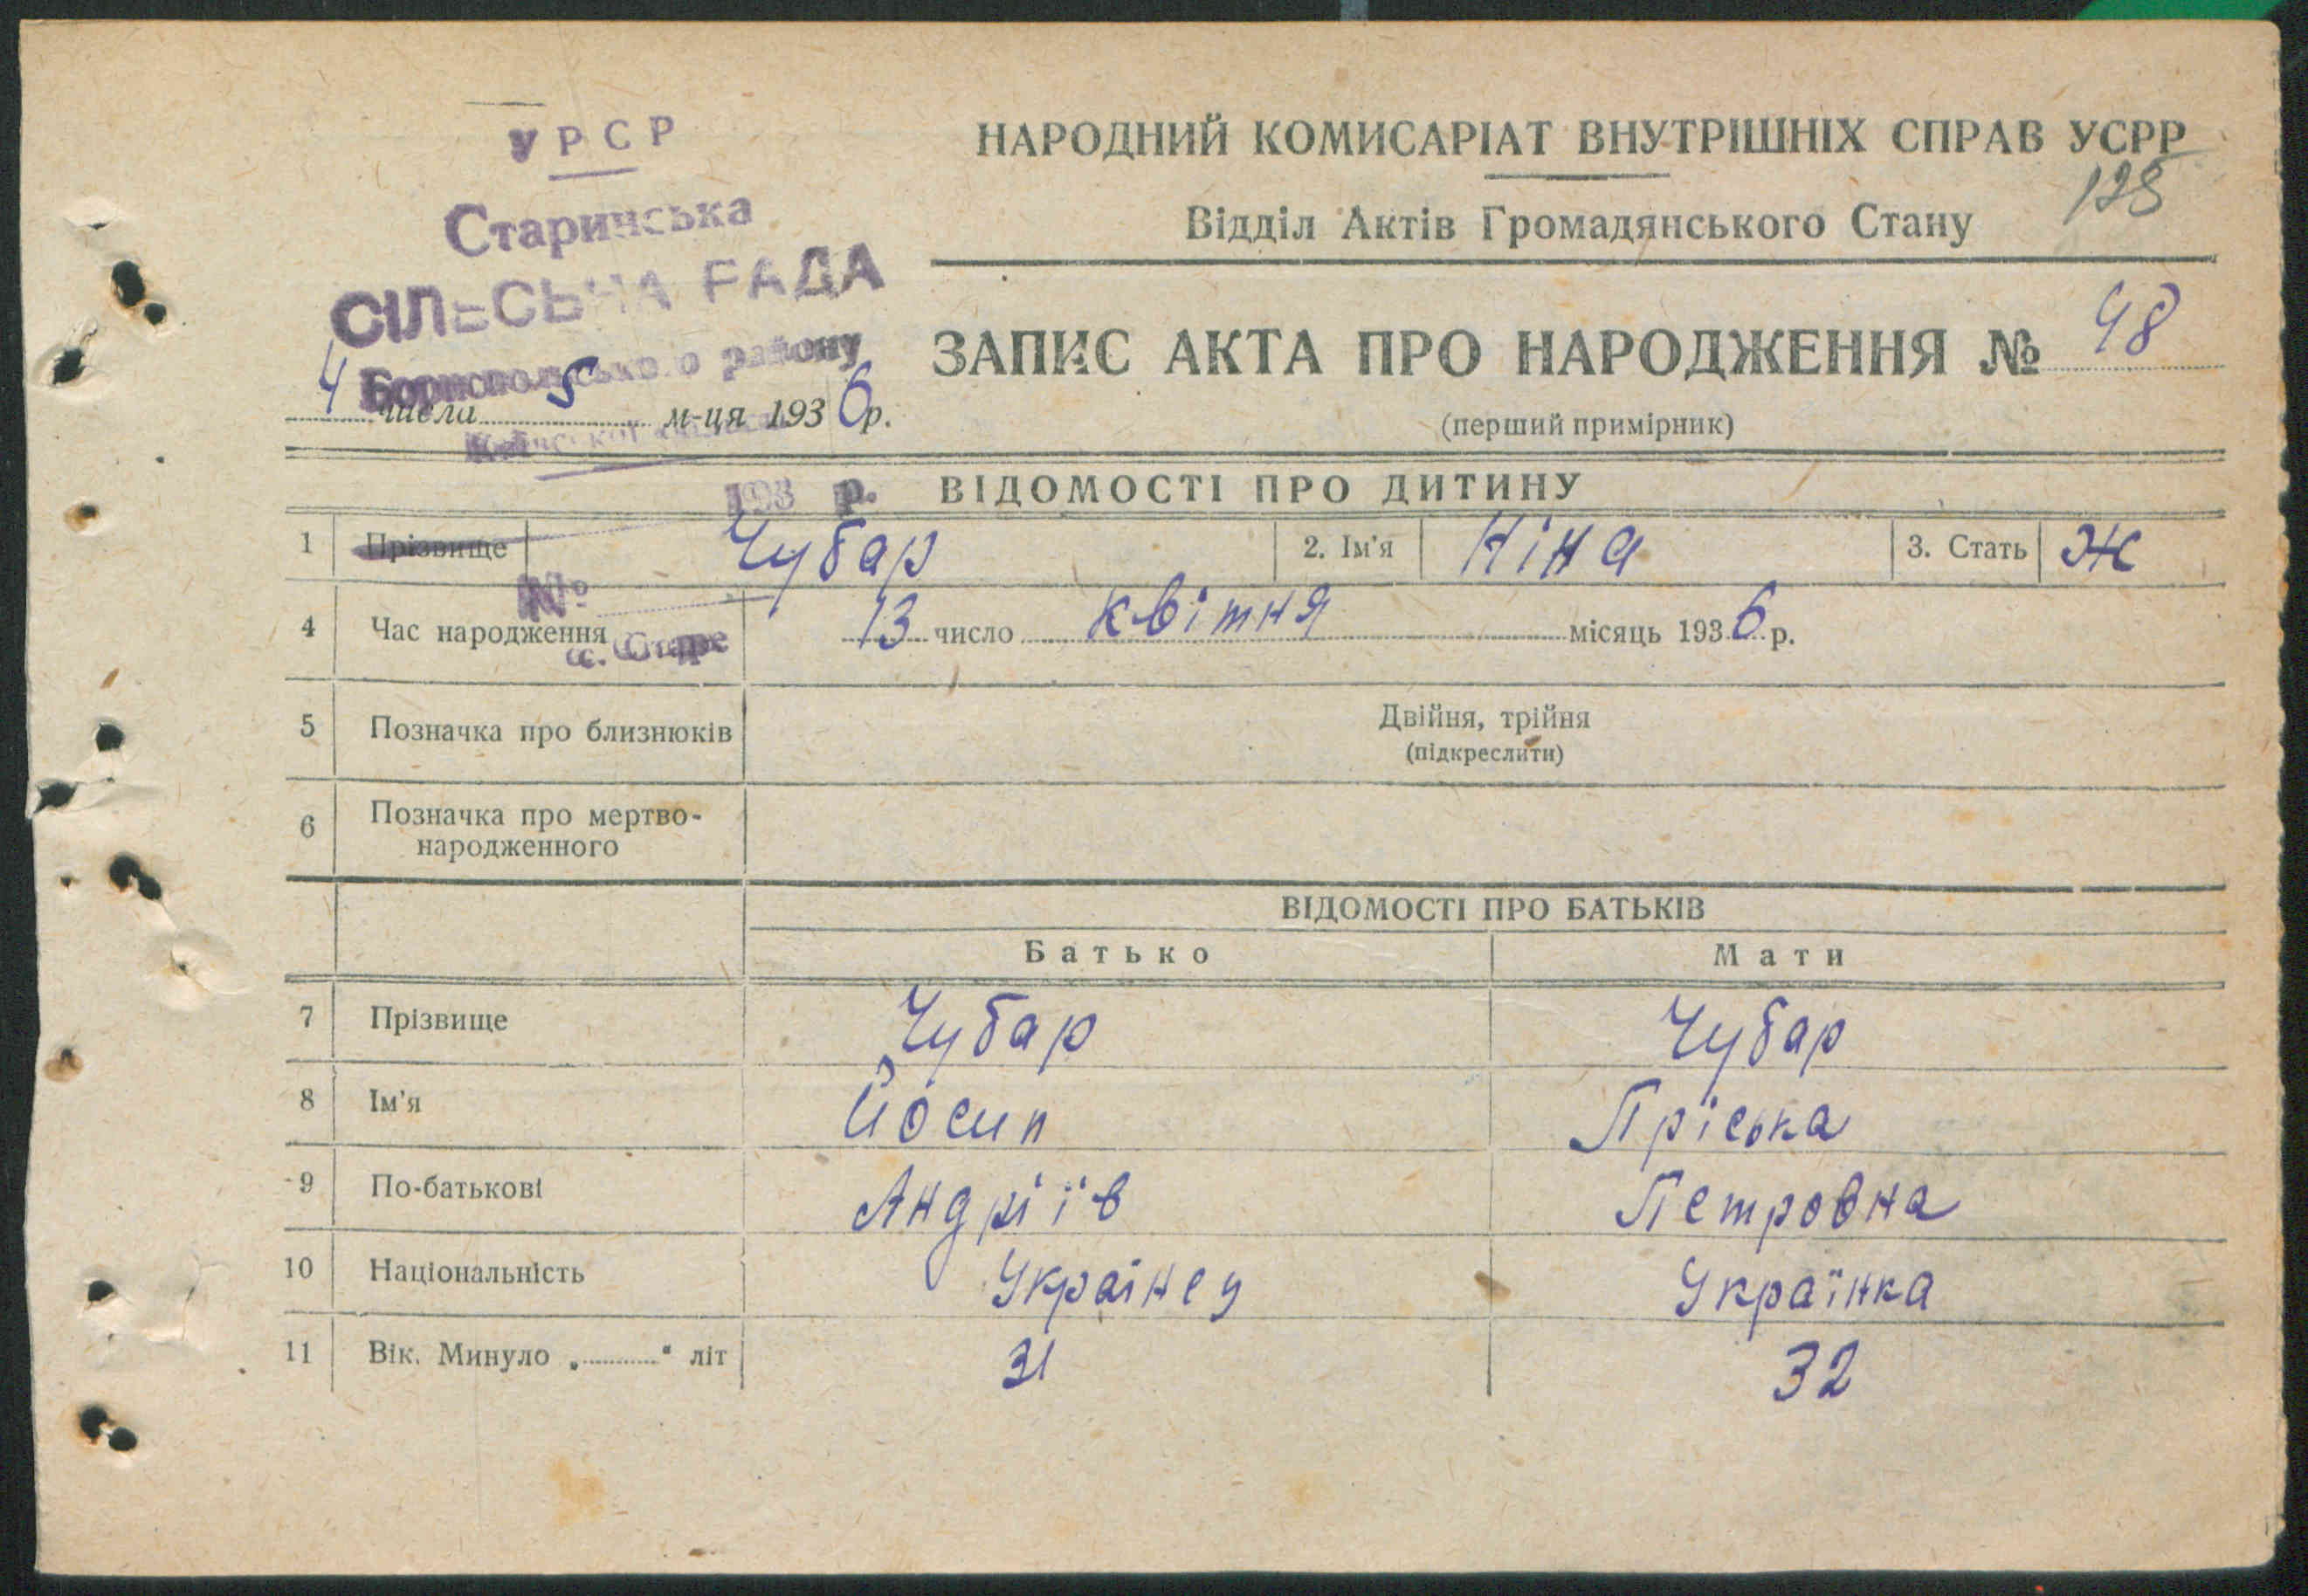 УРСР
Старинська
СІЛЬСЬКА РАДА
Бориспольського району
4 числа 5 м-ця 1936 р.
193 р.
№
с. Старе
НАРОДНИЙ КОМИСАРІАТ ВНУТРІШНІХ СПРАВ УСРР
Відділ Актів Громадянського Стану
ЗАПИС АКТА ПРО НАРОДЖЕННЯ № 48
(перший примірник)
ВІДОМОСТІ ПРО ДИТИНУ
1 Прізвище Чубар 2. Ім'я Ніна 3. Стать Ж
4 Час народження 13 число квітня місяць 1936 р.
5 Позначка про близнюків Двійня, трійня
(підкреслити)
6 Позначка про мертво-
народженного
ВІДОМОСТІ ПРО БАТЬКІВ
Батько Мати
7 Прізвище Чубар Чубар
8 Ім'я Йосип Пріська
9 По-батькові Андріїв Петровна
10 Національність Українец Українка
11 Вік. Минуло „ " літ 31 32